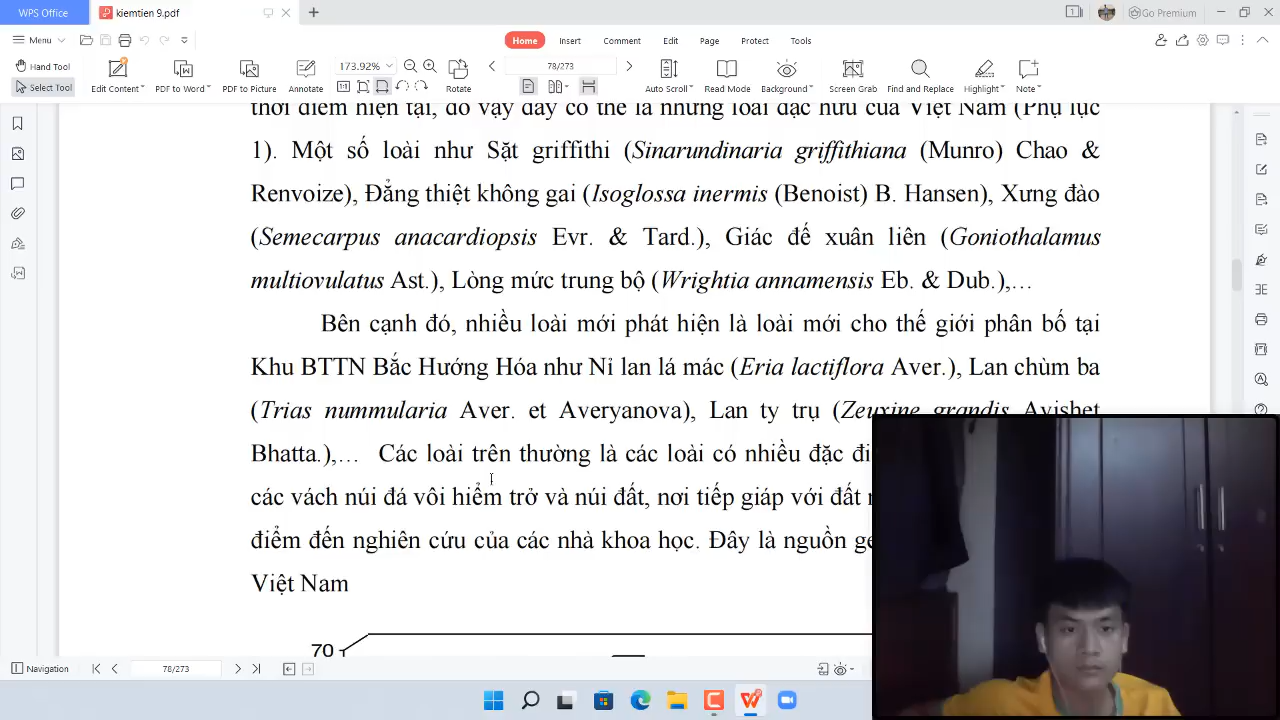 WPS Office
kiemtien 9.pdf
1
Go Premium
Menu
Home
Insert
Comment
Edit
Page
Protect
Tools
Hand Tool
Select Tool
Edit Content
PDF to Word
PDF to Picture
Annotate
173.92%
Rotate
78/273
Auto Scroll
Read Mode
Background
Screen Grab
Find and Replace
Highlight
Note
thời điểm hiện tại, do vậy đây có thể là những loài đặc hữu của Việt Nam (Phụ lục
1). Một số loài như Sặt griffithi (Sinarundinaria griffithiana (Munro) Chao &
Renvoize), Đẳng thiệt không gai (Isoglossa inermis (Benoist) B. Hansen), Xưng đào
(Semecarpus anacardiopsis Evr. & Tard.), Giác đế xuân liên (Goniothalamus
multiovulatus Ast.), Lòng mức trung bộ (Wrightia annamensis Eb. & Dub.),…
Bên cạnh đó, nhiều loài mới phát hiện là loài mới cho thế giới phân bố tại
Khu BTTN Bắc Hướng Hóa như Nỉ lan lá mác (Eria lactiflora Aver.), Lan chùm ba
(Trias nummularia Aver. et Averyanova), Lan ty trụ (Zeuxine grandis Avishet
Bhatta.),… Các loài trên thường là các loài có nhiều đặc
các vách núi đá vôi hiểm trở và núi đất, nơi tiếp giáp với đất
điểm đến nghiên cứu của các nhà khoa học. Đây là nguồn
Việt Nam
70
Navigation
78/273